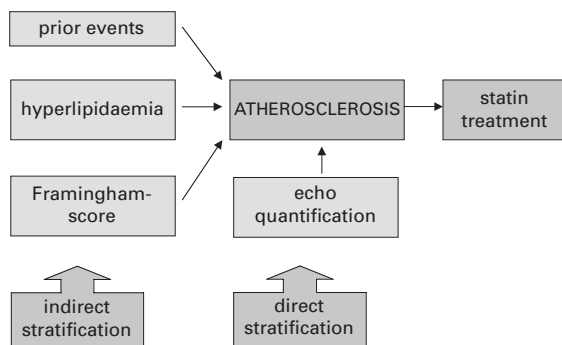 prior events
hyperlipidaemia
ATHEROSCLEROSIS
statin
treatment
Framingham-
score
echo
quantification
indirect
stratification
direct
stratification